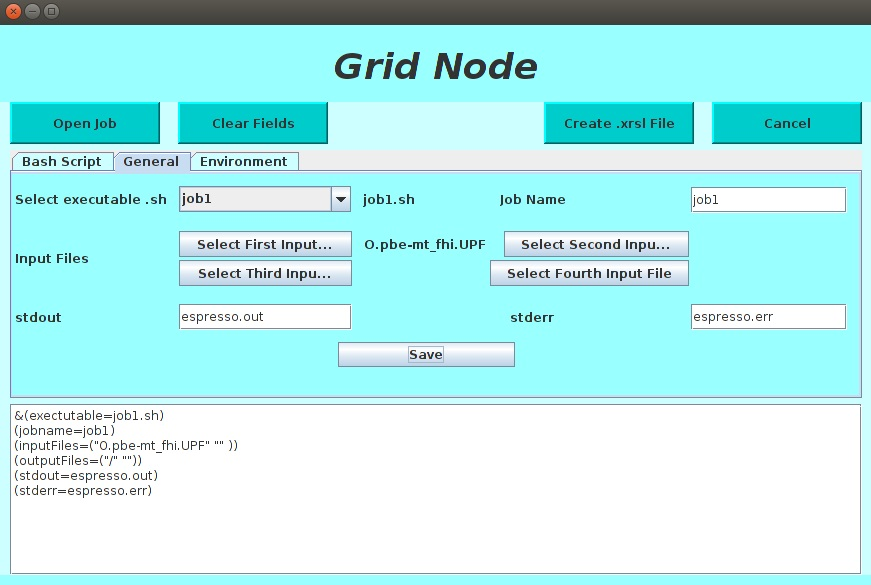 Grid Node
Open Job Clear Fields Create .xrsl File Cancel
Bash Script General Environment
Select executable .sh job1 job1.sh Job Name job1
Input Files
Select First Input... O.pbe-mt_fhi.UPF Select Second Inpu...
Select Third Inpu... Select Fourth Input File
stdout espresso.out stderr espresso.err
Save
&(exectutable=job1.sh)
(jobname=job1)
(inputFiles=("O.pbe-mt_fhi.UPF" "" ))
(outputFiles=("/" ""))
(stdout=espresso.out)
(stderr=espresso.err)